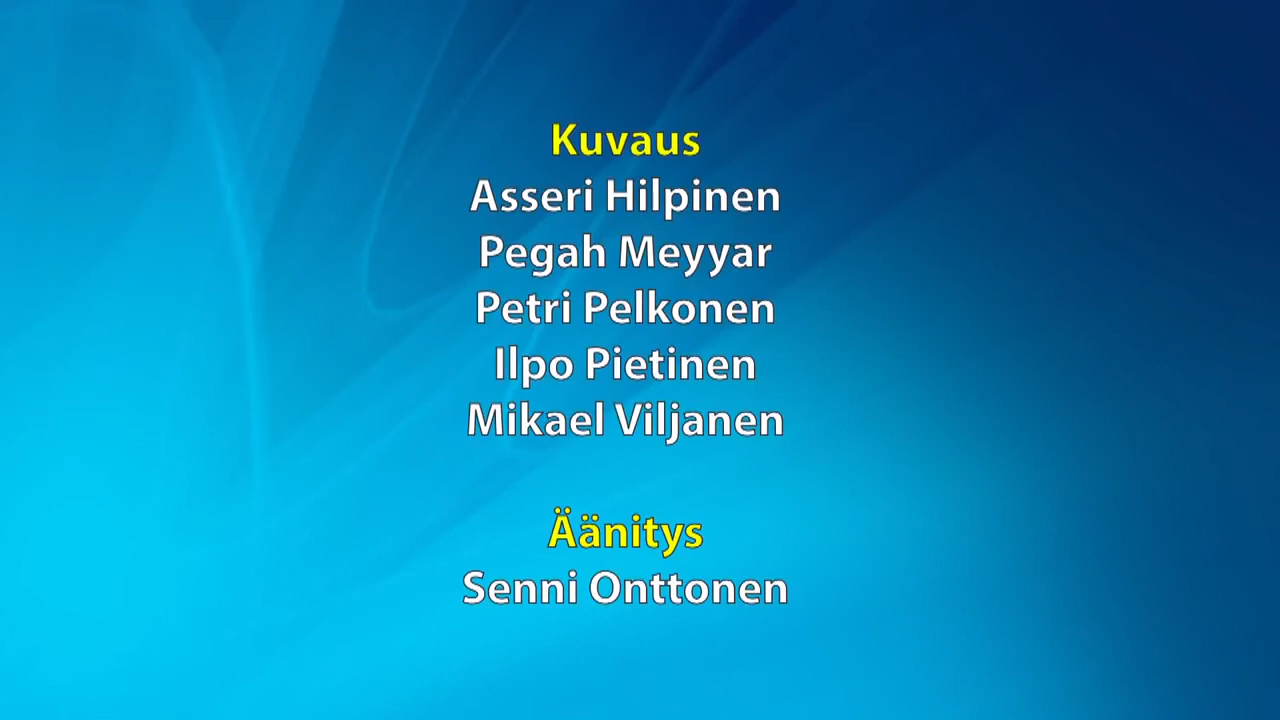 Kuvaus
Asseri Hilpinen
Pegah Meyyar
Petri Pelkonen
Ilpo Pietinen
Mikael Viljanen
Äänitys
Senni Onttonen